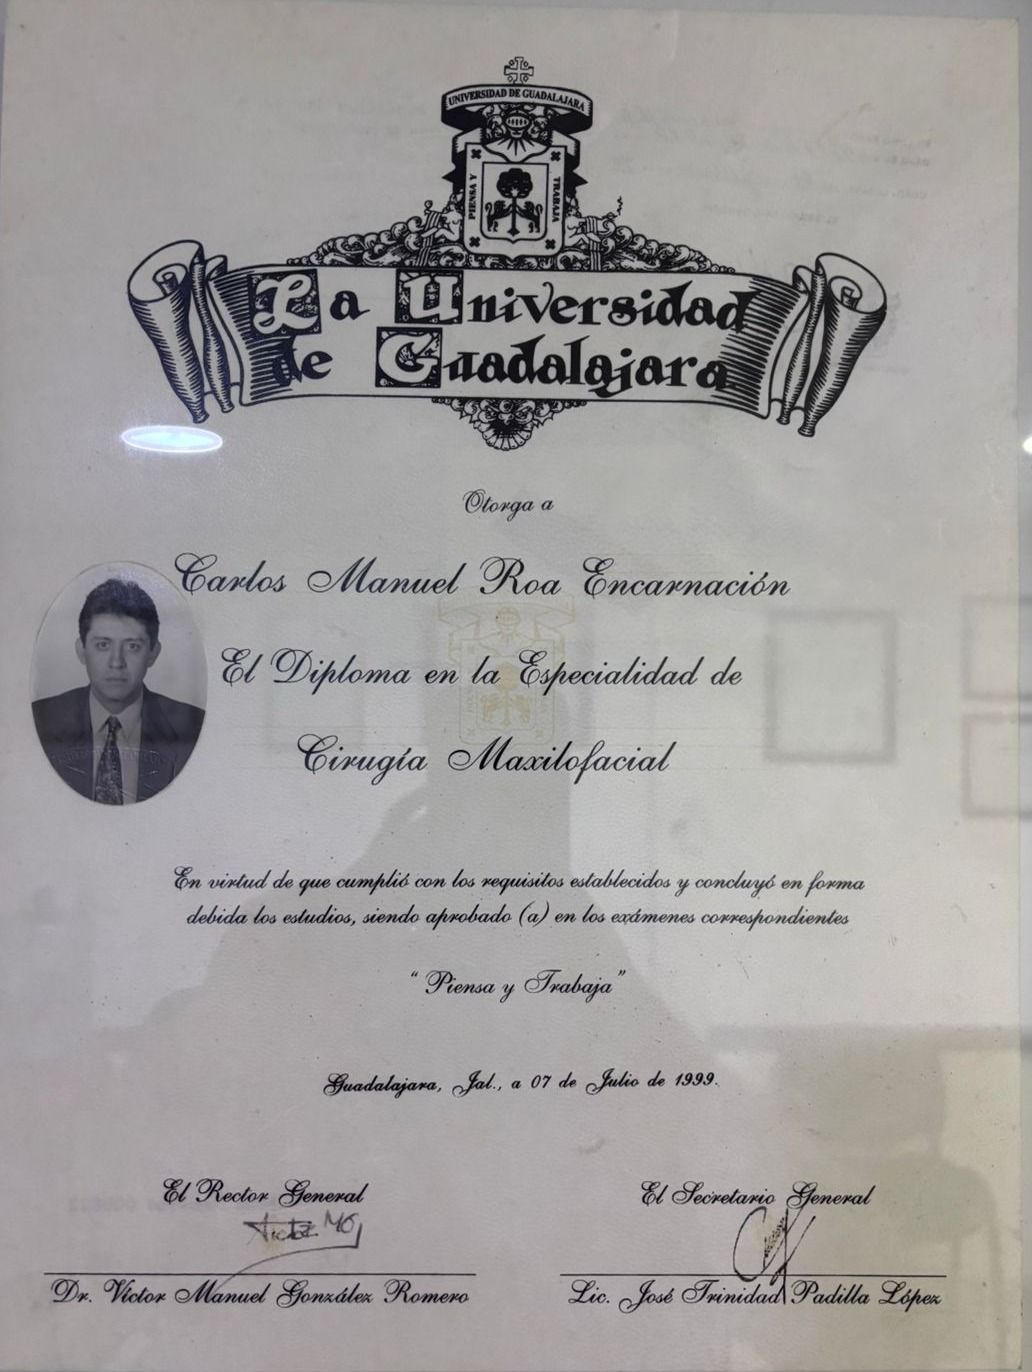 UNIVERSIDAD DE GUADALAJARA
PIENSA Y
TRABAJA
La Universidad
de Guadalajara
Otorga a
Carlos Manuel Roa Encarnación
El Diploma en la Especialidad de
Cirugía Maxilofacial
En virtud de que cumplió con los requisitos establecidos y concluyó en forma
debida los estudios, siendo aprobado (a) en los exámenes correspondientes
“Piensa y Trabaja”
Guadalajara, Jal., a 07 de Julio de 1999.
El Rector General
El Secretario General
Dr. Víctor Manuel González Romero
Lic. José Trinidad Padilla López